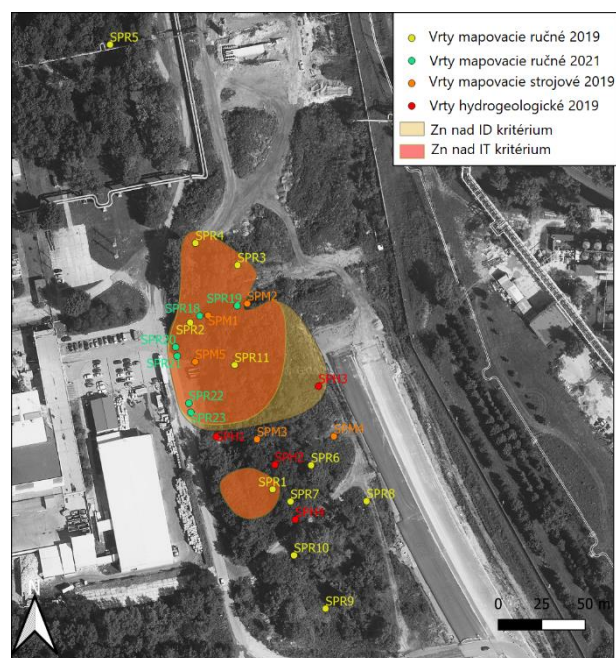 SPR5
Vrty mapovacie ručné 2019
Vrty mapovacie ručné 2021
Vrty mapovacie strojové 2019
Vrty hydrogeologické 2019
Zn nad ID kritérium
Zn nad IT kritérium
SPR4
SPR3
SPR19 SPM2
SPR18 SPM1
SPR2
SPR20
SPM5
SPR11
SPR22
SPR23
SPM3
SPR6
SPR1
SPR7
SPR8
SPR10
SPR9
N
0 25 50 m